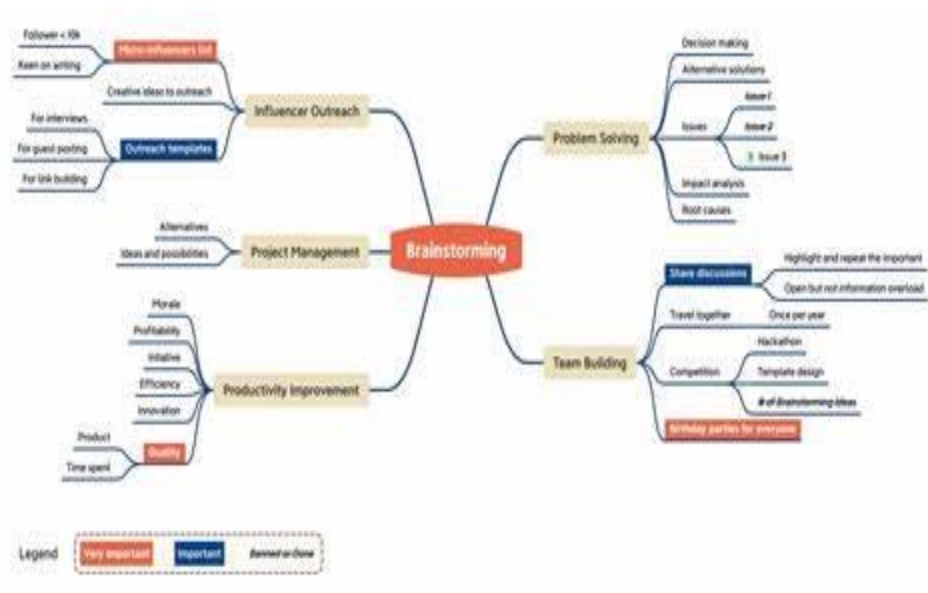 Follower < 10k
Keen on writing
Micro-influencers list
Creative ideas to outreach
For interviews
For guest posting
For link building
Outreach templates
Influencer Outreach
Alternatives
Ideas and possibilities
Project Management
Morale
Profitability
Initiative
Efficiency
Innovation
Product
Time spent
Quality
Productivity Improvement
Brainstorming
Problem Solving
Decision making
Alternative solutions
Issues
Issue 1
Issue 2
Issue 3
Impact analysis
Root causes
Team Building
Share discussions
Highlight and repeat the important
Open but not information overload
Travel together
Once per year
Competition
Hackathon
Template design
# of Brainstorming Ideas
Birthday parties for everyone
Legend
Very important
Important
Banned or Done